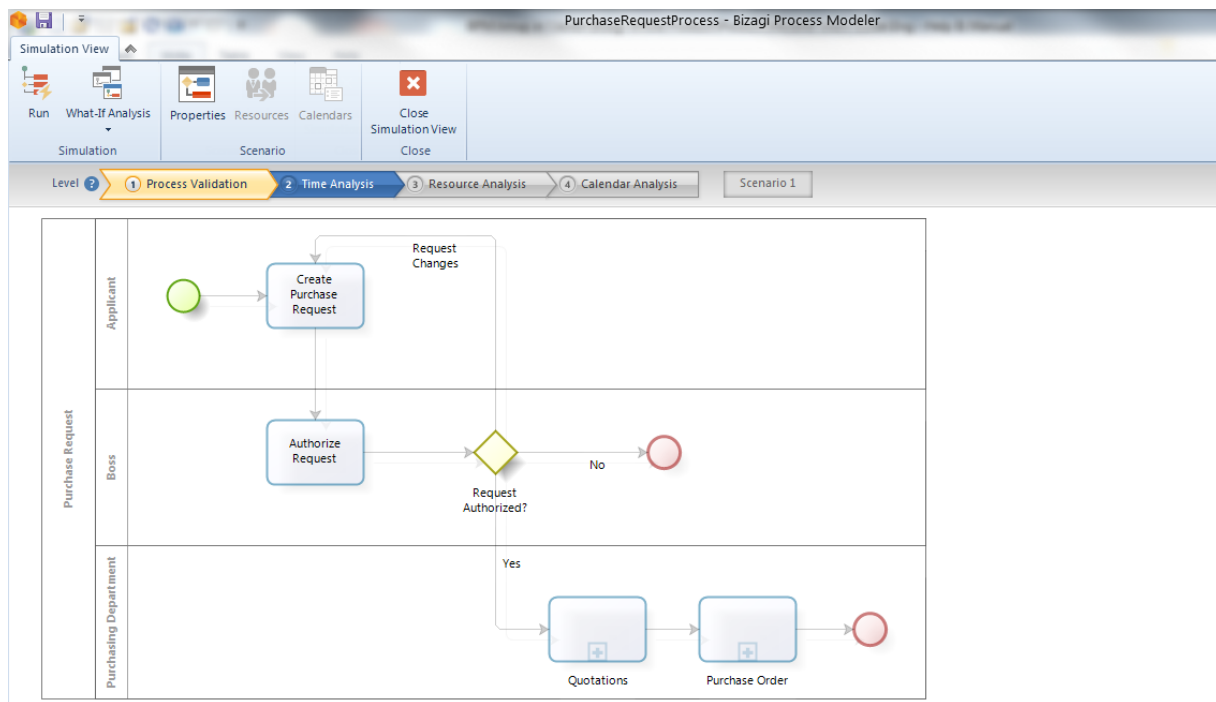 PurchaseRequestProcess - Bizagi Process Modeler
Simulation View
Run
What-If Analysis
Properties
Resources
Calendars
Close
Simulation View
Simulation
Scenario
Close
Level ?
1 Process Validation
2 Time Analysis
3 Resource Analysis
4 Calendar Analysis
Scenario 1
Purchase Request
Applicant
Request
Changes
Create
Purchase
Request
Boss
Authorize
Request
No
Request
Authorized?
Purchasing Department
Yes
Quotations
Purchase Order